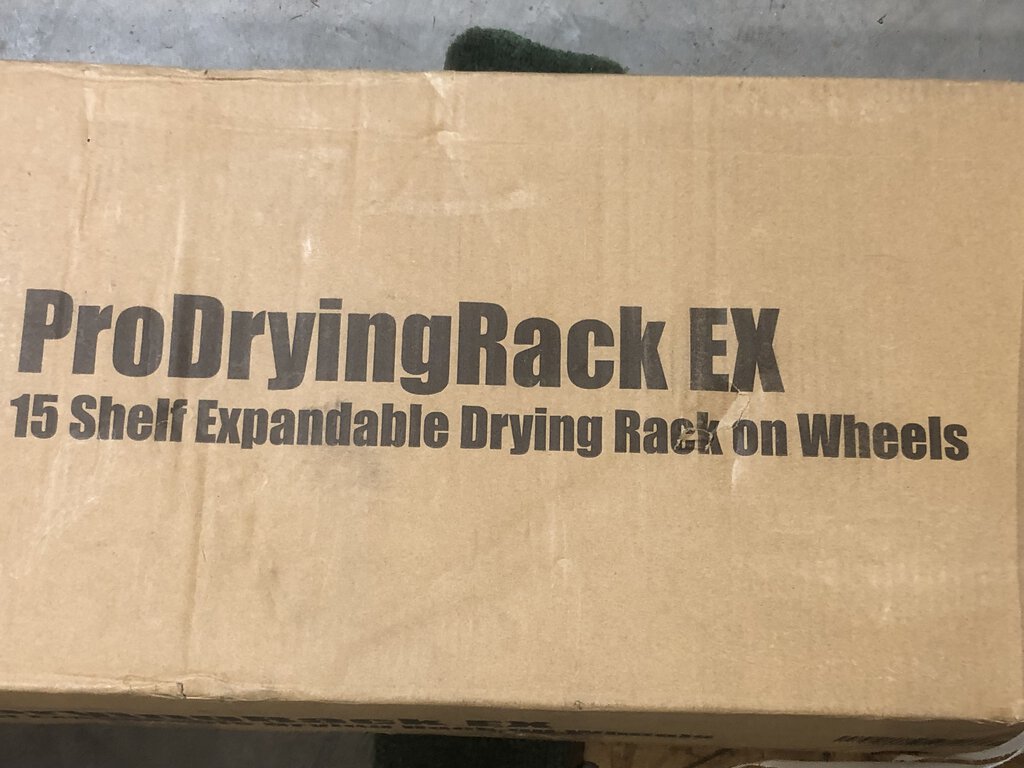 ProDryingRack EX
15 Shelf Expandable Drying Rack on Wheels